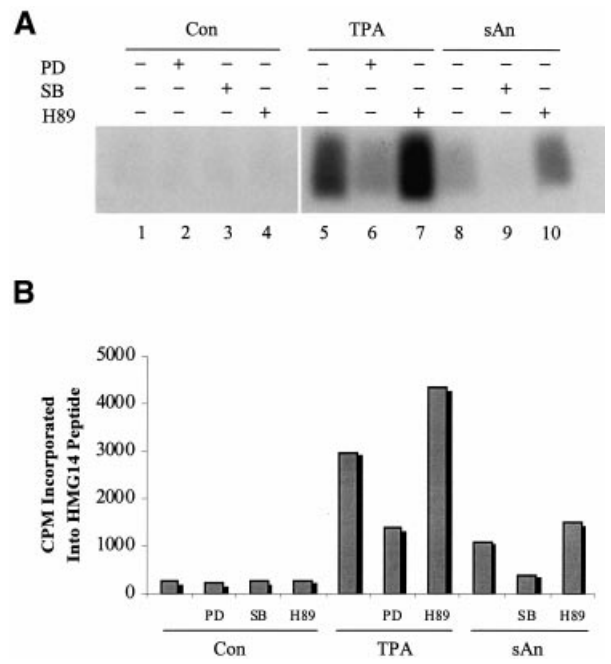 A
Con TPA sAn
PD – + – – – + – – – –
SB – – + – – – – – + –
H89 – – – + – – + – – +
1 2 3 4 5 6 7 8 9 10
B
CPM Incorporated
Into HMG14 Peptide
5000
4000
3000
2000
1000
0
PD SB H89 PD H89 SB H89
Con TPA sAn